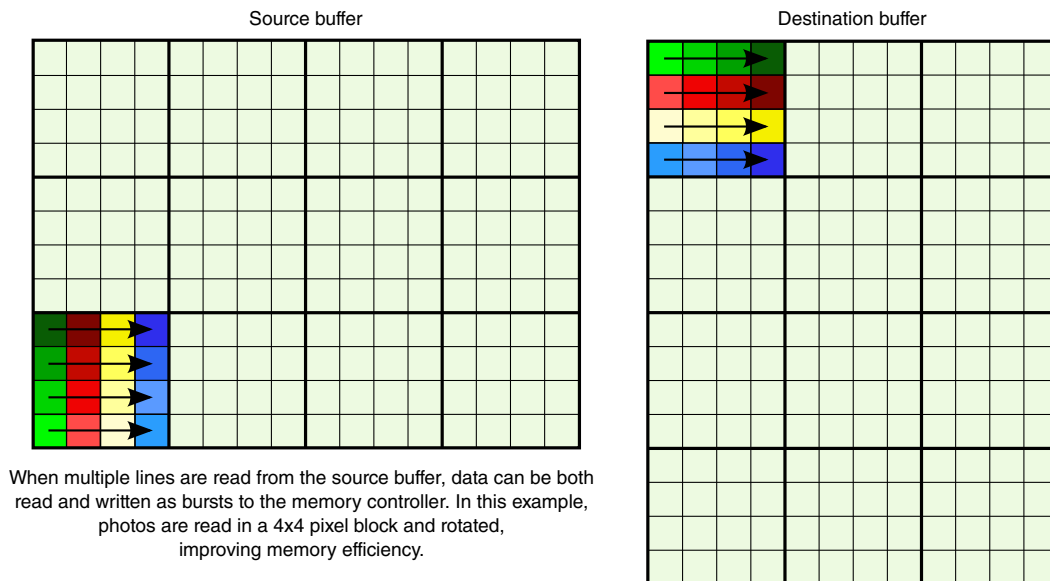 Source buffer
Destination buffer
When multiple lines are read from the source buffer, data can be both
read and written as bursts to the memory controller. In this example,
photos are read in a 4x4 pixel block and rotated,
improving memory efficiency.